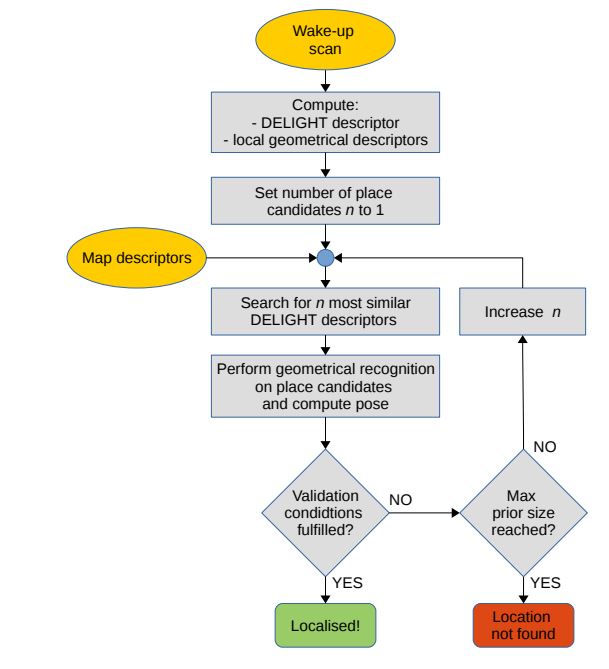 Wake-up
scan
Compute:
- DELIGHT descriptor
- local geometrical descriptors
Set number of place
candidates n to 1
Map descriptors
Search for n most similar
DELIGHT descriptors
Increase n
Perform geometrical recognition
on place candidates
and compute pose
NO
Validation
condidtions
fulfilled?
NO
Max
prior size
reached?
YES
YES
Localised!
Location
not found